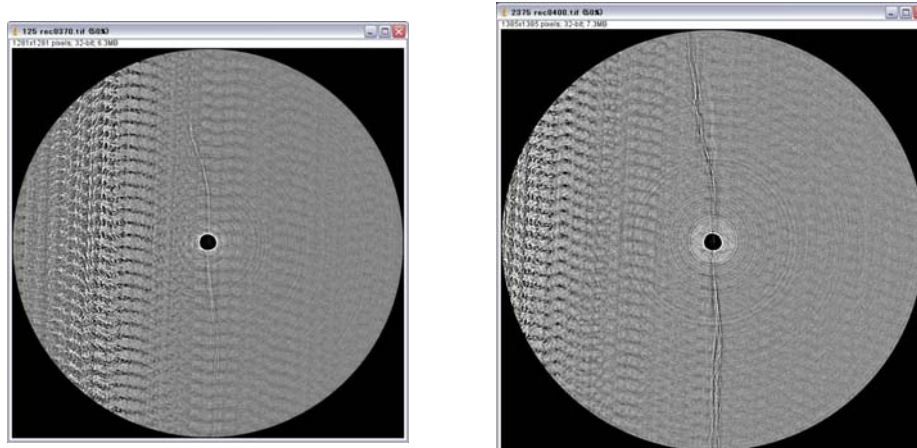 125 rec0370.tif (50%)
1281x1281 pixels; 32-bit; 6.3MB
2375 rec0400.tif (50%)
1385x1385 pixels; 32-bit; 7.3MB